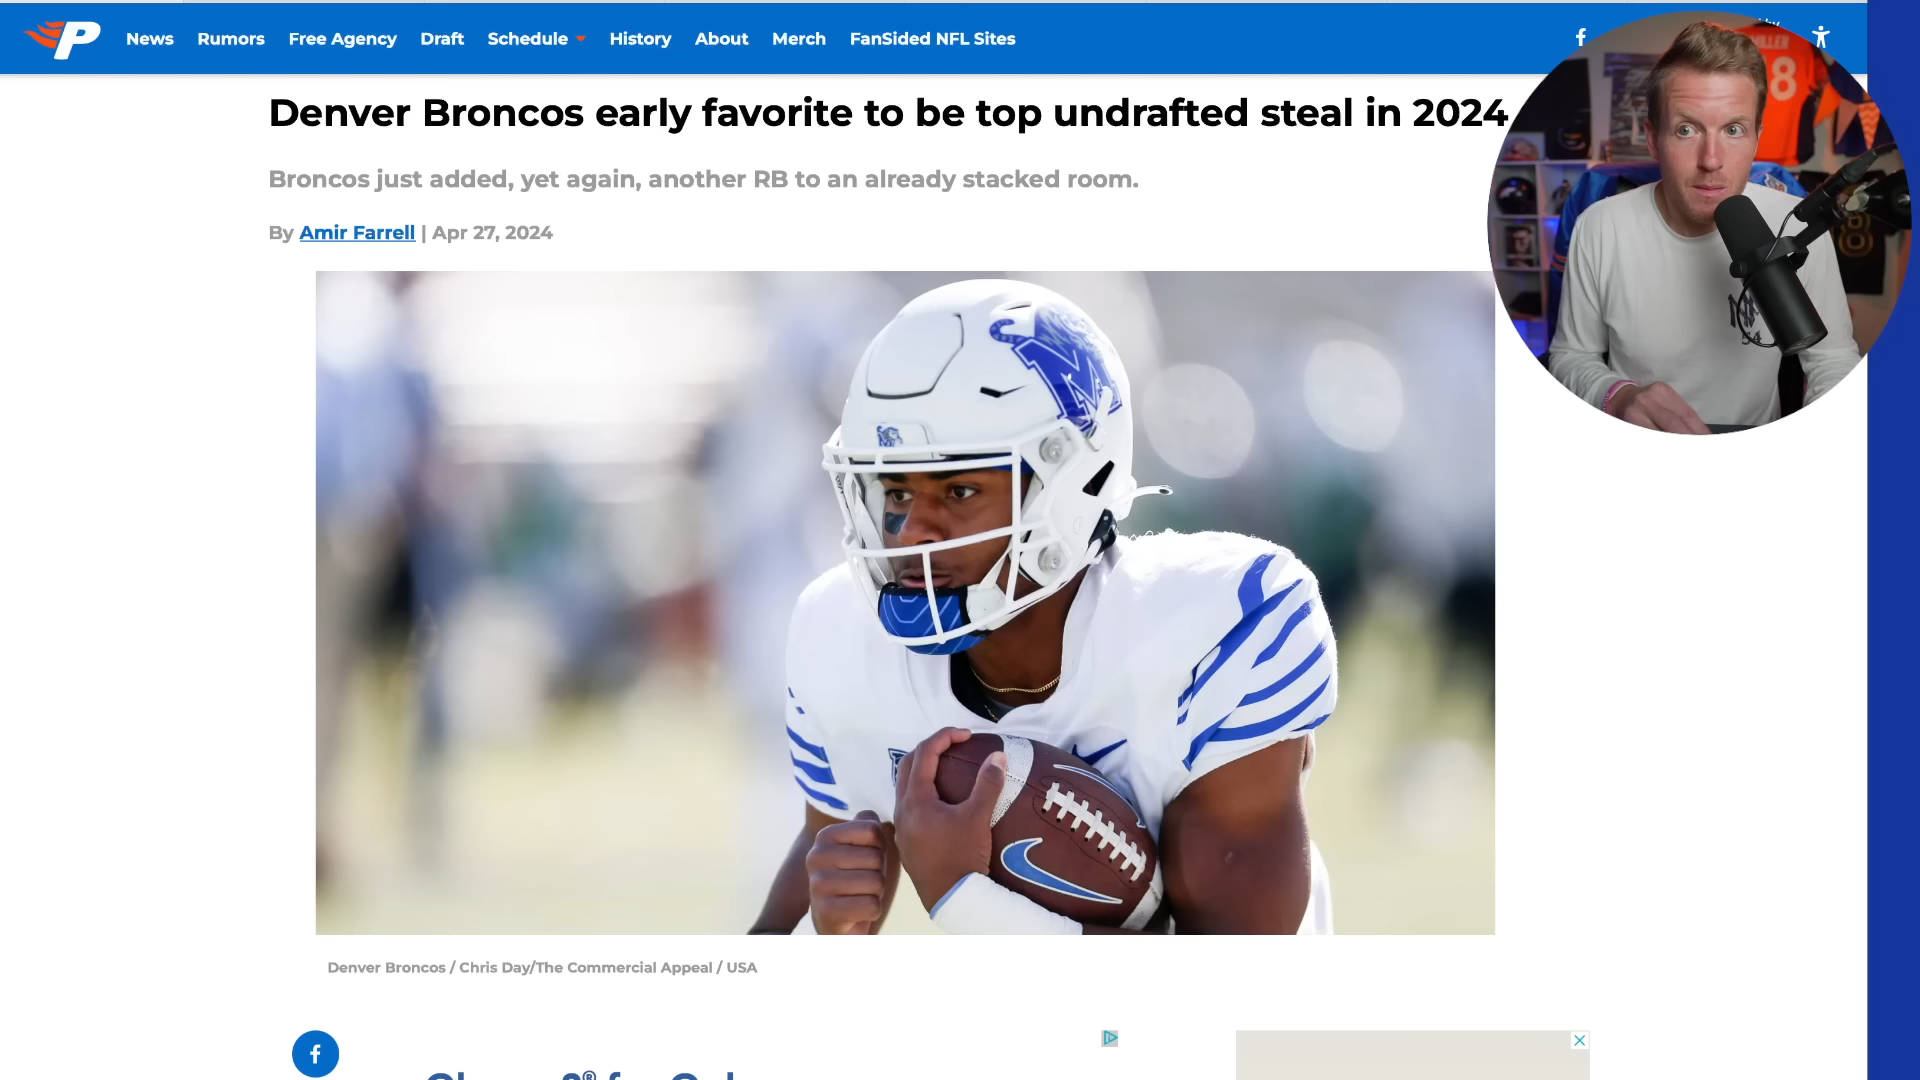 P News Rumors Free Agency Draft Schedule History About Merch FanSided NFL Sites
Denver Broncos early favorite to be top undrafted steal in 2024
Broncos just added, yet again, another RB to an already stacked room.
By Amir Farrell | Apr 27, 2024
M
Denver Broncos / Chris Day/The Commercial Appeal / USA
f
f
8
8